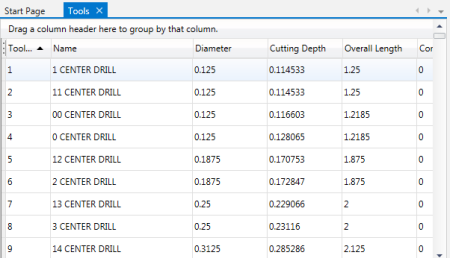 Start Page Tools
Drag a column header here to group by that column.
Tool... Name Diameter Cutting Depth Overall Length Cor
1 1 CENTER DRILL 0.125 0.114533 1.25 0
2 11 CENTER DRILL 0.125 0.114533 1.25 0
3 00 CENTER DRILL 0.125 0.116603 1.2185 0
4 0 CENTER DRILL 0.125 0.128065 1.2185 0
5 12 CENTER DRILL 0.1875 0.170753 1.875 0
6 2 CENTER DRILL 0.1875 0.172847 1.875 0
7 13 CENTER DRILL 0.25 0.229066 2 0
8 3 CENTER DRILL 0.25 0.23116 2 0
9 14 CENTER DRILL 0.3125 0.285286 2.125 0